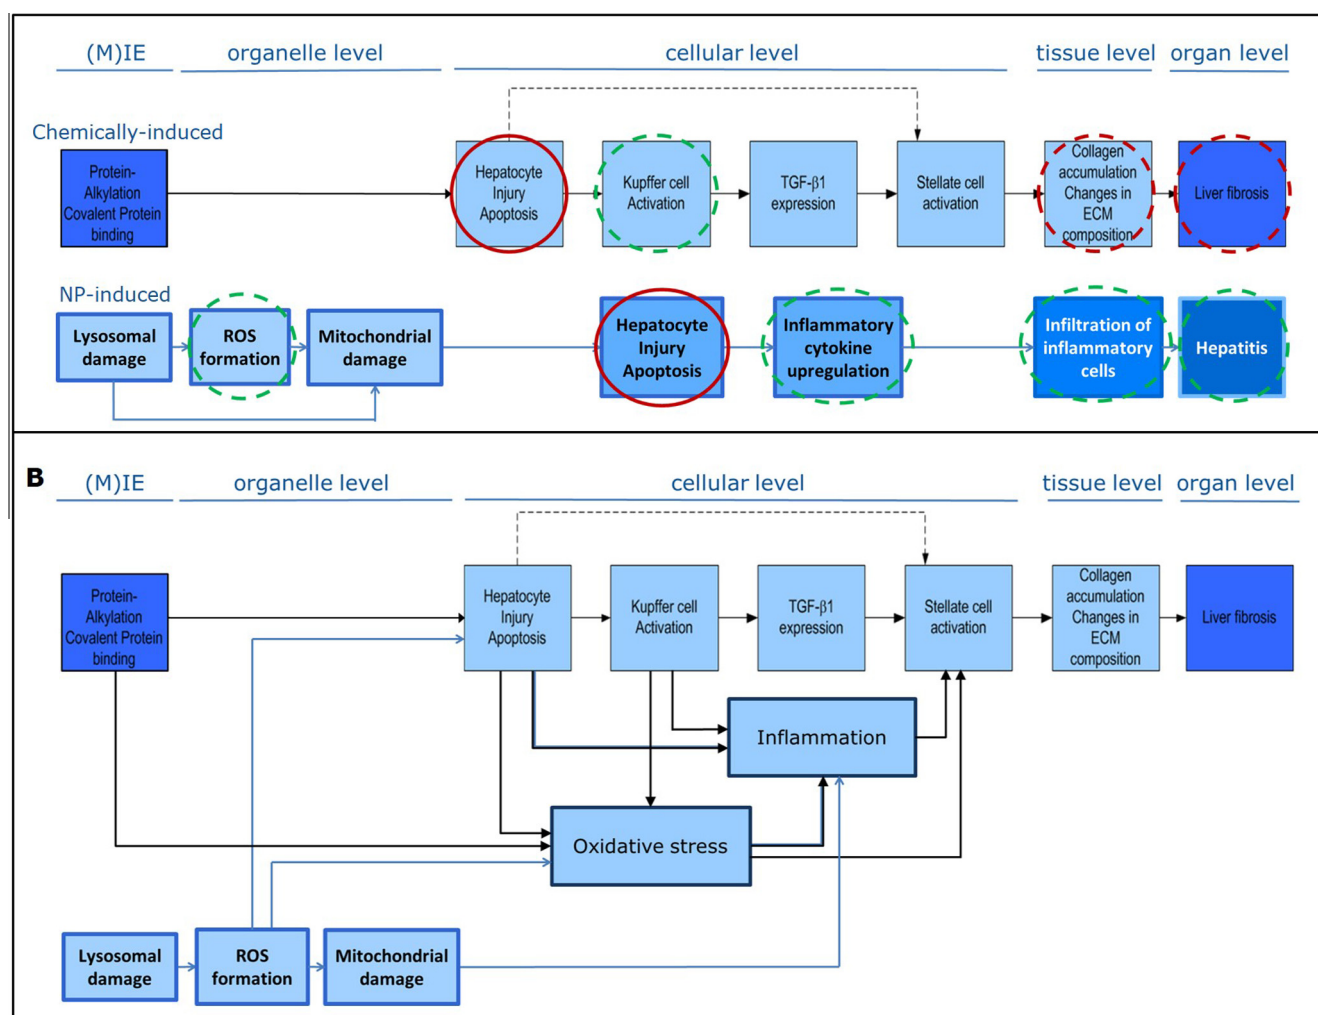 (M)IE
organelle level
cellular level
tissue level
organ level
Chemically-induced
Protein-
Alkylation
Covalent Protein
binding
Hepatocyte
Injury
Apoptosis
Kupffer cell
Activation
TGF-β1
expression
Stellate cell
activation
Collagen
accumulation
Changes in
ECM
composition
Liver fibrosis
NP-induced
Lysosomal
damage
ROS
formation
Mitochondrial
damage
Hepatocyte
Injury
Apoptosis
Inflammatory
cytokine
upregulation
Infiltration of
inflammatory
cells
Hepatitis
B
(M)IE
organelle level
cellular level
tissue level
organ level
Protein-
Alkylation
Covalent Protein
binding
Hepatocyte
Injury
Apoptosis
Kupffer cell
Activation
TGF-β1
expression
Stellate cell
activation
Collagen
accumulation
Changes in
ECM
composition
Liver fibrosis
Inflammation
Oxidative stress
Lysosomal
damage
ROS
formation
Mitochondrial
damage